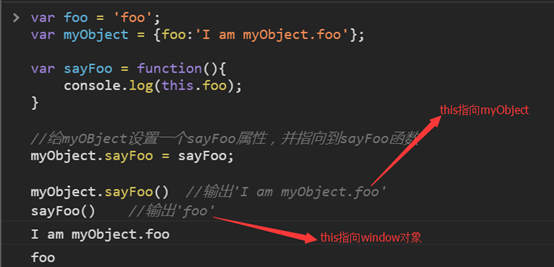 var foo = 'foo';
var myObject = {foo:'I am myObject.foo'};
var sayFoo = function(){
console.log(this.foo);
}
this指向myObject
//给myOBject设置一个sayFoo属性，并指向到sayFoo函数
myObject.sayFoo = sayFoo;
myObject.sayFoo() //输出'I am myObject.foo'
sayFoo() //输出'foo'
this指向window对象
I am myObject.foo
foo